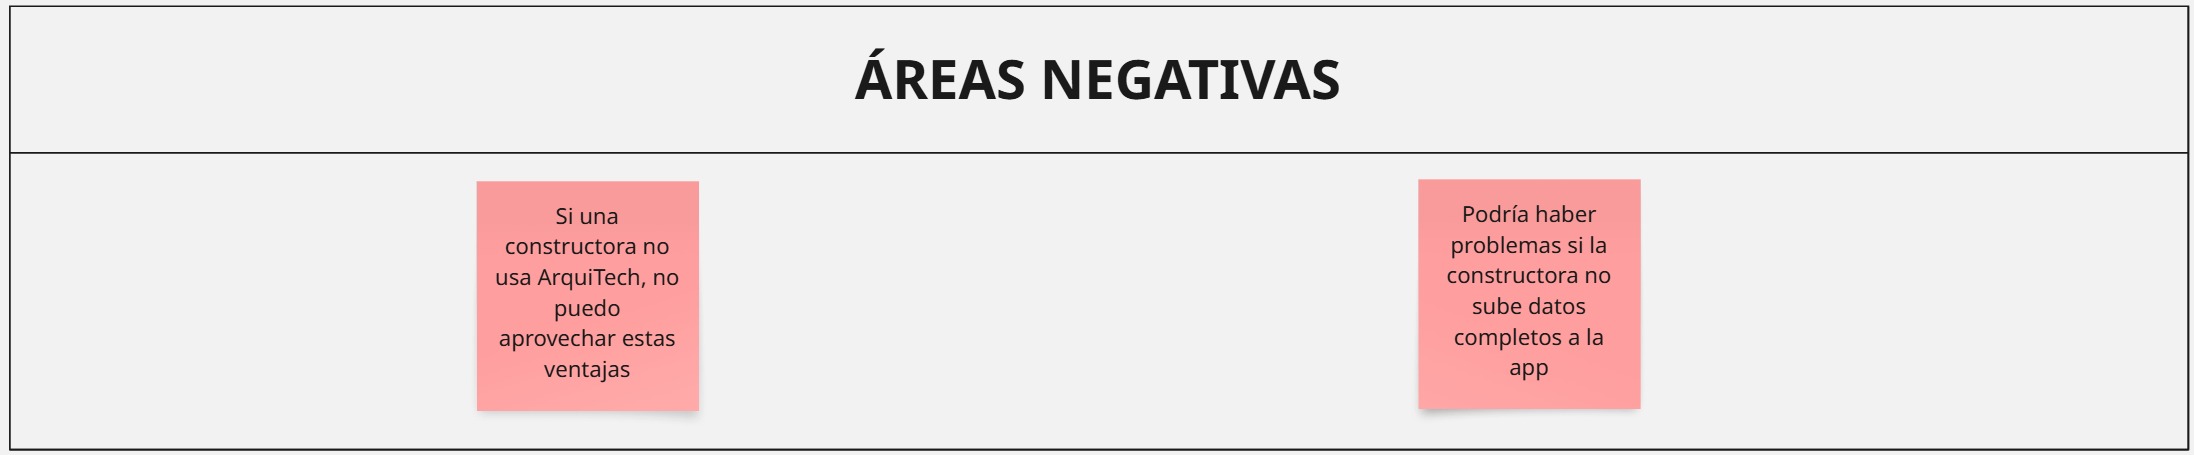 ÁREAS NEGATIVAS
Si una
constructora no
usa ArquiTech, no
puedo
aprovechar estas
ventajas
Podría haber
problemas si la
constructora no
sube datos
completos a la
app